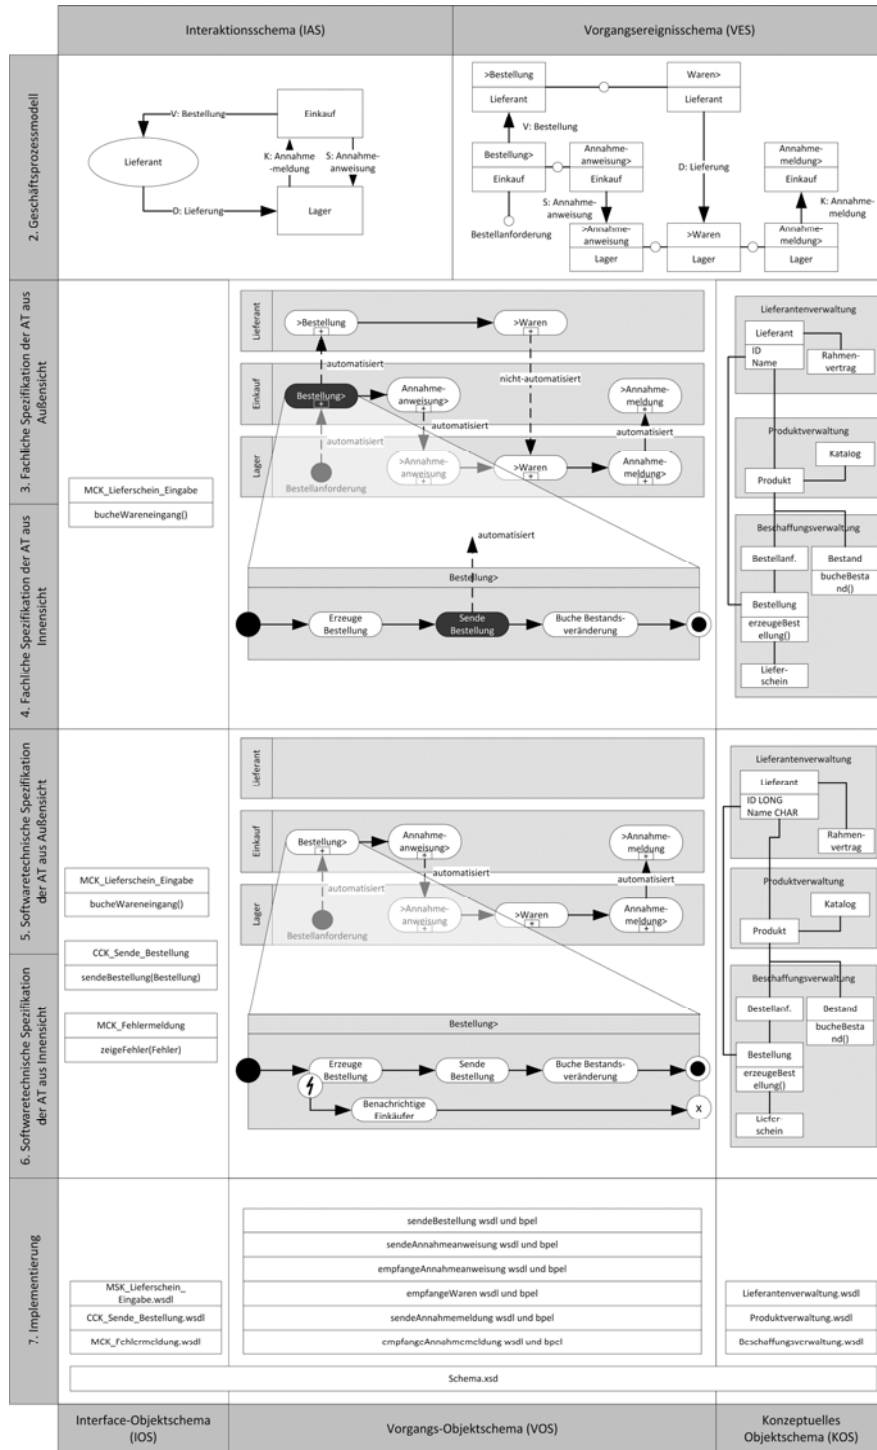 Interaktionsschema (IAS)
Vorgangsereignisschema (VES)
2. Geschäftsprozessmodell
V: Bestellung
Einkauf
Lieferant
K: Annahme
-meldung
S: Annahme-
anweisung
D: Lieferung
Lager
>Bestellung
Lieferant
Waren>
Lieferant
V: Bestellung
Bestellung>
Einkauf
Annahme-
anweisung>
Einkauf
D: Lieferung
Annahme-
meldung>
Einkauf
S: Annahme-
anweisung
K: Annahme-
meldung
Bestellanforderung
>Annahme-
anweisung
Lager
>Waren
Lager
Annahme-
meldung>
Lager
3. Fachliche Spezifikation der AT aus
Außensicht
4. Fachliche Spezifikation der AT aus
Innensicht
MCK_Lieferschein_Eingabe
bucheWareneingang()
Lieferant
>Bestellung
>Waren
automatisiert
nicht-automatisiert
Einkauf
Bestellung>
Annahme-
anweisung>
>Annahme-
meldung
automatisiert
automatisiert
automatisiert
Lager
>Annahme-
anweisung
>Waren
Annahme-
meldung>
Bestellanforderung
automatisiert
Bestellung>
Erzeuge
Bestellung
Sende
Bestellung
Buche Bestands-
veränderung
Lieferantenverwaltung
Lieferant
ID
Name
Rahmen-
vertrag
Produktverwaltung
Katalog
Produkt
Beschaffungsverwaltung
Bestellanf.
Bestand
bucheBesta
nd()
Bestellung
erzeugeBest
ellung()
Liefer-
schein
5. Softwaretechnische Spezifikation
der AT aus Außensicht
6. Softwaretechnische Spezifikation
der AT aus Innensicht
MCK_Lieferschein_Eingabe
bucheWareneingang()
CCK_Sende_Bestellung
sendeBestellung(Bestellung)
MCK_Fehlermeldung
zeigeFehler(Fehler)
Lieferant
Einkauf
Bestellung>
Annahme-
anweisung>
>Annahme-
meldung
automatisiert
automatisiert
automatisiert
Lager
>Annahme-
anweisung
>Waren
Annahme-
meldung>
Bestellanforderung
Bestellung>
Erzeuge
Bestellung
Sende
Bestellung
Buche Bestands-
veränderung
Benachrichtige
Einkäufer
x
Lieferantenverwaltung
Lieferant
ID LONG
Name CHAR
Rahmen-
vertrag
Produktverwaltung
Katalog
Produkt
Beschaffungsverwaltung
Bestellanf.
Bestand
bucheBesta
nd()
Bestellung
erzeugeBest
ellung()
Liefer-
schein
7. Implementierung
MSK_Lieferschein_
Eingabe.wsdl
CCK_Sende_Bestellung.wsdl
MCK_Fehlermeldung.wsdl
sendeBestellung wsdl und bpel
sendeAnnahmeanweisung wsdl und bpel
empfangeAnnahmeanweisung wsdl und bpel
empfangeWaren wsdl und bpel
sendeAnnahmemeldung wsdl und bpel
empfangeAnnahmemeldung wsdl und bpel
Lieferantenverwaltung.wsdl
Produktverwaltung.wsdl
Beschaffungsverwaltung.wsdl
Schema.xsd
Interface-Objektschema
(IOS)
Vorgangs-Objektschema (VOS)
Konzeptuelles
Objektschema (KOS)